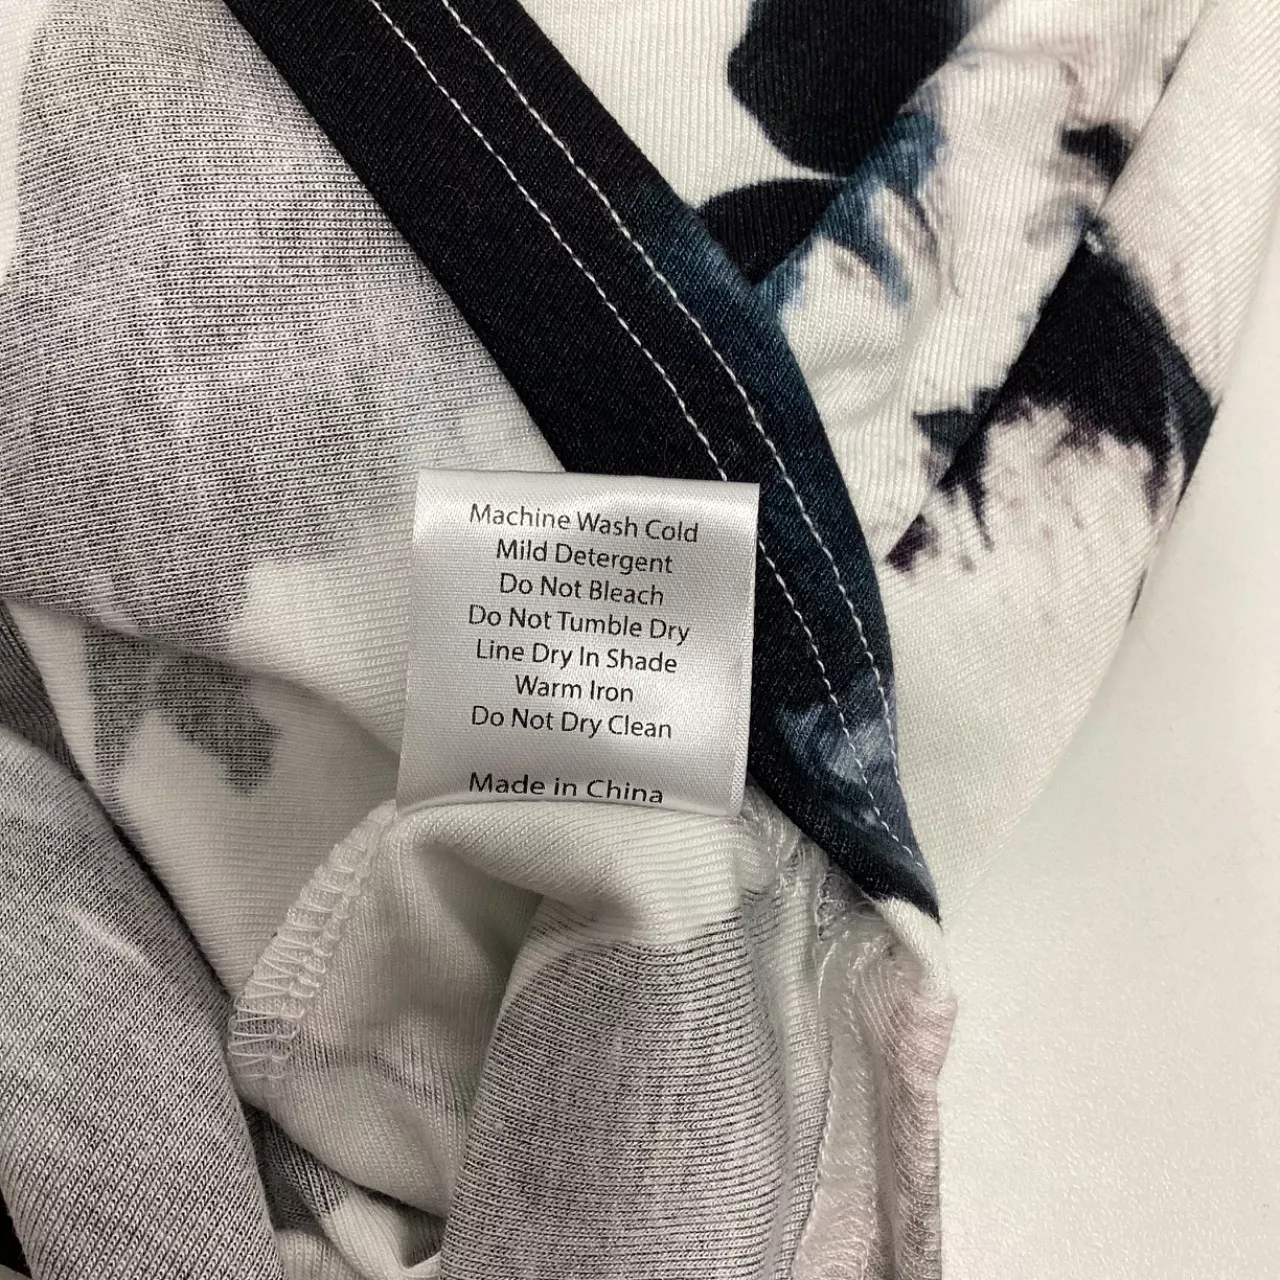 Machine Wash Cold
Mild Detergent
Do Not Bleach
Do Not Tumble Dry
Line Dry In Shade
Warm Iron
Do Not Dry Clean
Made in China